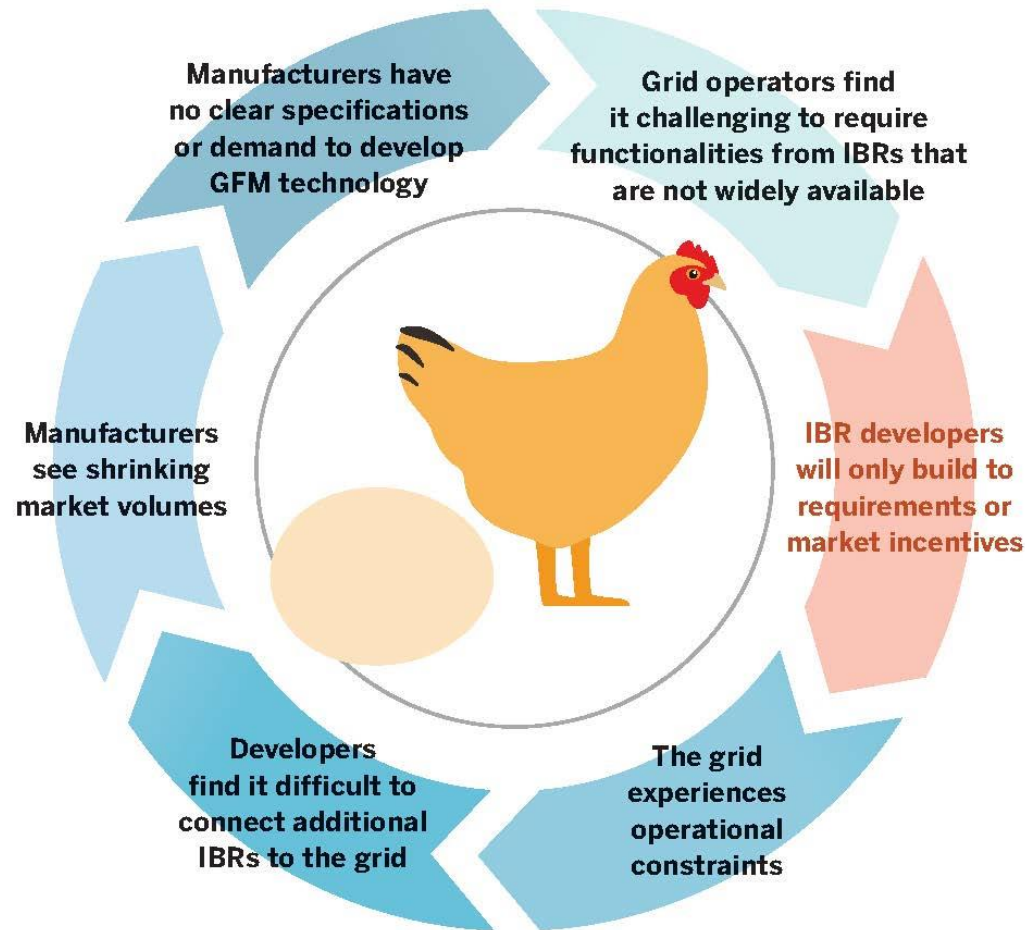 Manufacturers have
no clear specifications
or demand to develop
GFM technology
Grid operators find
it challenging to require
functionalities from IBRs that
are not widely available
IBR developers
will only build to
requirements or
market incentives
The grid
experiences
operational
constraints
Developers
find it difficult to
connect additional
IBRs to the grid
Manufacturers
see shrinking
market volumes